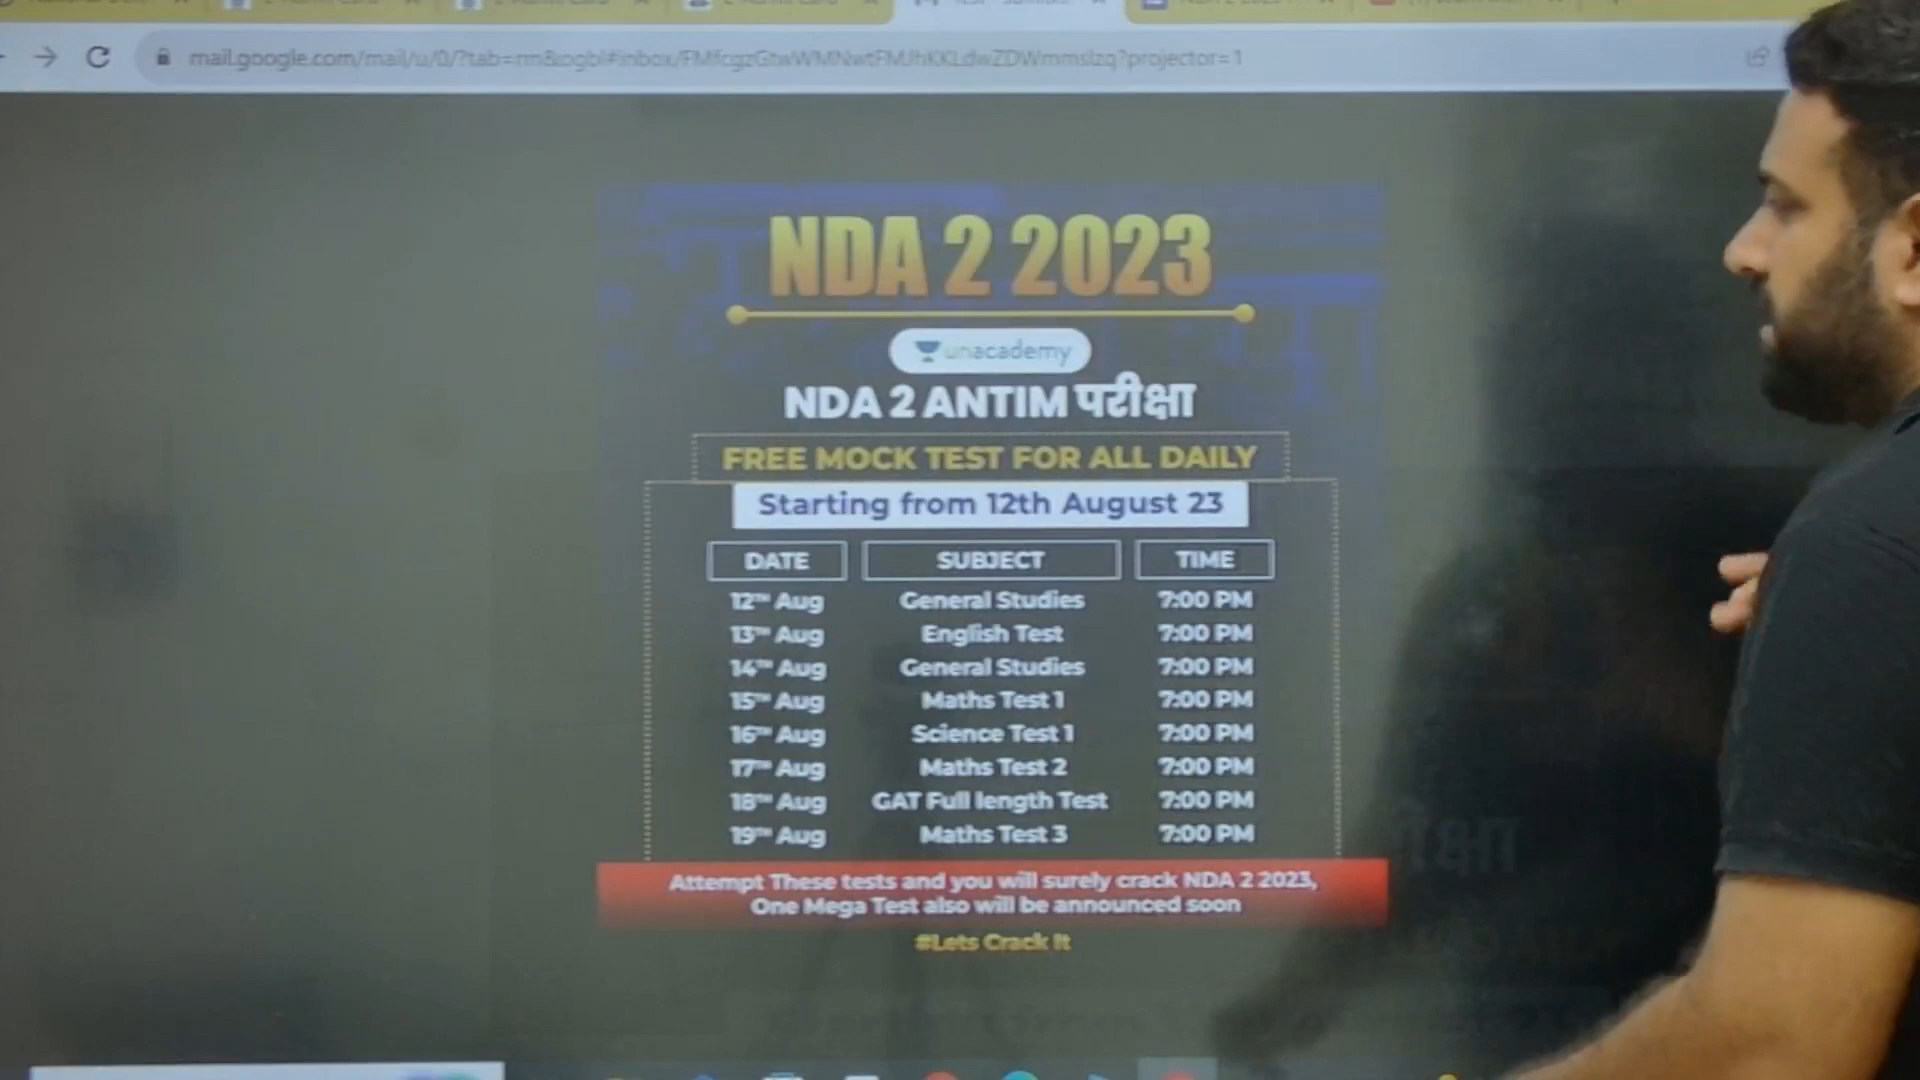 mail.google.com/mail/u/0/?tab=rm&ogbl#inbox/FMfcgzGtwWMNwtFMJhKKLdwZDWmmslzq?projector=1
NDA 2 2023
unacademy
NDA 2 ANTIM परीक्षा
FREE MOCK TEST FOR ALL DAILY
Starting from 12th August 23
DATE SUBJECT TIME
12TH Aug General Studies 7:00 PM
13TH Aug English Test 7:00 PM
14TH Aug General Studies 7:00 PM
15TH Aug Maths Test 1 7:00 PM
16TH Aug Science Test 1 7:00 PM
17TH Aug Maths Test 2 7:00 PM
18TH Aug GAT Full length Test 7:00 PM
19TH Aug Maths Test 3 7:00 PM
Attempt These tests and you will surely crack NDA 2 2023,
One Mega Test also will be announced soon
#Lets Crack It